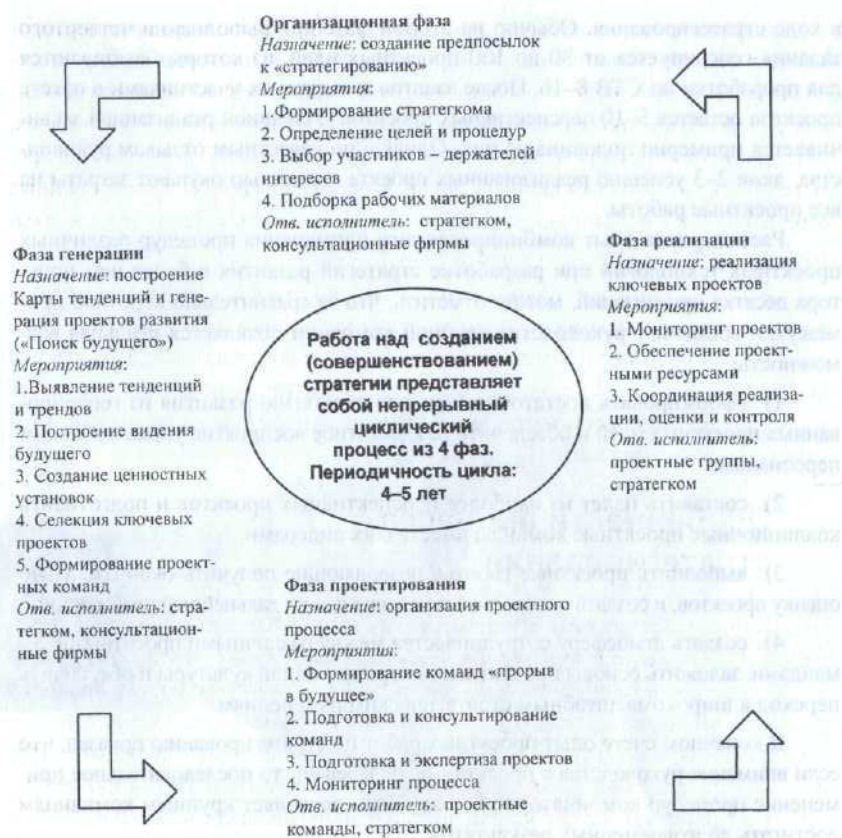 Организационная фаза
Назначение: создание предпосылок
к «стратегированию»
Мероприятия:
1.Формирование стратегкома
2. Определение целей и процедур
3. Выбор участников – держателей
интересов
4. Подборка рабочих материалов
Отв. исполнитель: стратегком,
консультационные фирмы
Фаза генерации
Назначение: построение
Карты тенденций и гене-
рация проектов развития
(«Поиск будущего»)
Мероприятия:
1.Выявление тенденций
и трендов
2. Построение видения
будущего
3. Создание ценностных
установок
4. Селекция ключевых
проектов
5. Формирование проект-
ных команд
Отв. исполнитель: стра-
тегком, консультацион-
ные фирмы
Работа над созданием
(совершенствованием)
стратегии представляет
собой непрерывный
циклический
процесс из 4 фаз.
Периодичность цикла:
4–5 лет
Фаза реализации
Назначение: реализация
ключевых проектов
Мероприятия:
1. Мониторинг проектов
2. Обеспечение проект-
ными ресурсами
3. Координация реализа-
ции, система контроля
Отв. исполнитель:
проектные группы,
стратегком
Фаза проектирования
Назначение: организация проектного
процесса
Мероприятия:
1. Формирование команд «прорыв
в будущее»
2. Подготовка и консультирование
команд
3. Подготовка и экспертиза проектов
4. Мониторинг процесса
Отв. исполнитель: проектные
команды, стратегком